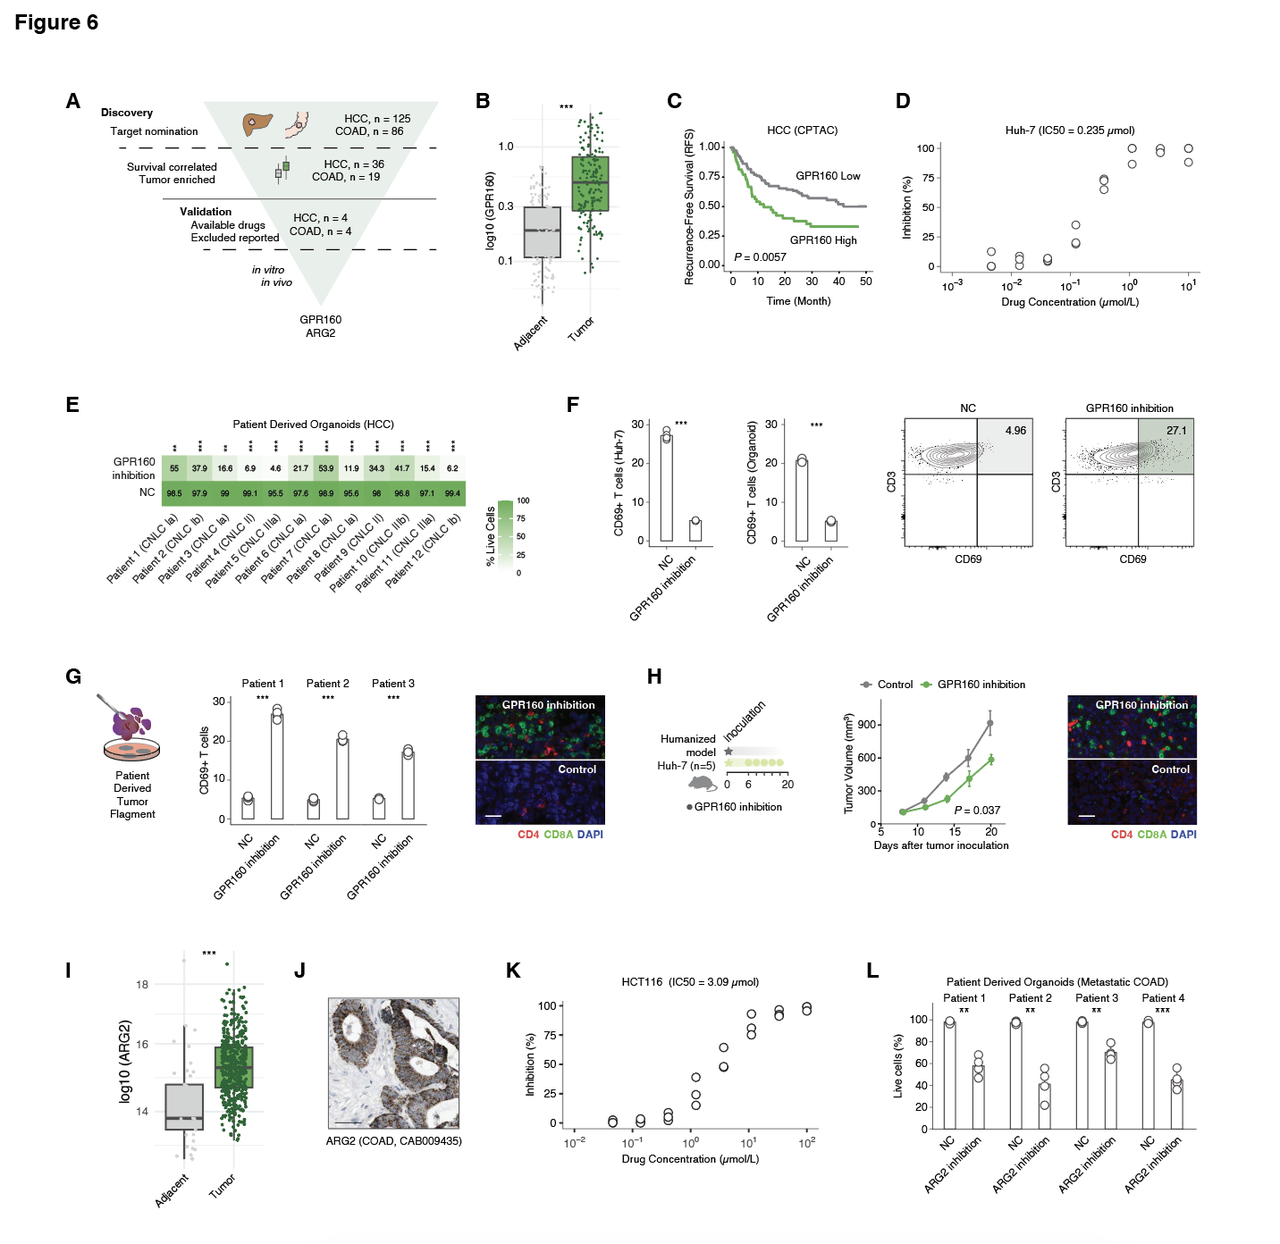 Figure 6
A
Discovery
Target nomination
HCC, n = 125
COAD, n = 86
Survival correlated
Tumor enriched
HCC, n = 36
COAD, n = 19
Validation
Available drugs
Excluded reported
HCC, n = 4
COAD, n = 4
in vitro
in vivo
GPR160
ARG2
B
***
log10 (GPR160)
1.0
0.3
0.1
Adjacent
Tumor
C
HCC (CPTAC)
Recurrence-Free Survival (RFS)
1.00
0.75
0.50
0.25
0.00
GPR160 Low
GPR160 High
P = 0.0057
0 10 20 30 40 50
Time (Month)
D
Huh-7 (IC50 = 0.235 µmol)
Inhibition (%)
100
75
50
25
0
10−3 10−2 10−1 100 101
Drug Concentration (µmol/L)
E
Patient Derived Organoids (HCC)
** *** ** *** *** *** *** *** *** *** *** ***
GPR160 inhibition
55 37.9 16.6 6.9 4.6 21.7 53.9 11.9 34.3 41.7 15.4 6.2
NC
98.5 97.9 99 99.1 95.5 97.6 98.9 95.6 98 96.8 97.1 99.4
Patient 1 (CNLC Ia)
Patient 2 (CNLC Ib)
Patient 3 (CNLC Ia)
Patient 4 (CNLC II)
Patient 5 (CNLC IIIa)
Patient 6 (CNLC Ia)
Patient 7 (CNLC Ia)
Patient 8 (CNLC Ia)
Patient 9 (CNLC II)
Patient 10 (CNLC IIIb)
Patient 11 (CNLC IIIa)
Patient 12 (CNLC Ib)
% Live Cells
100
75
50
25
0
F
CD69+ T cells (Huh-7)
30
20
10
0
***
NC
GPR160 inhibition
CD69+ T cells (Organoid)
30
20
10
0
***
NC
GPR160 inhibition
NC
4.96
CD3
CD69
GPR160 inhibition
27.1
CD3
CD69
G
Patient
Derived
Tumor
Flagment
CD69+ T cells
30
20
10
0
Patient 1 Patient 2 Patient 3
*** *** ***
NC
GPR160 inhibition
NC
GPR160 inhibition
NC
GPR160 inhibition
GPR160 inhibition
Control
CD4 CD8A DAPI
H
inoculation
Humanized
model
Huh-7 (n=5)
0 6 20
GPR160 inhibition
Control GPR160 inhibition
Tumor Volume (mm³)
900
600
300
0
P = 0.037
5 10 15 20
Days after tumor inoculation
GPR160 inhibition
Control
CD4 CD8A DAPI
I
***
log10 (ARG2)
18
16
14
Adjacent
Tumor
J
ARG2 (COAD, CAB009435)
K
HCT116 (IC50 = 3.09 µmol)
Inhibition (%)
100
75
50
25
0
10−2 10−1 100 101 102
Drug Concentration (µmol/L)
L
Patient Derived Organoids (Metastatic COAD)
Patient 1 Patient 2 Patient 3 Patient 4
** ** ** ***
Live cells (%)
100
80
60
40
20
0
NC
ARG2 inhibition
NC
ARG2 inhibition
NC
ARG2 inhibition
NC
ARG2 inhibition